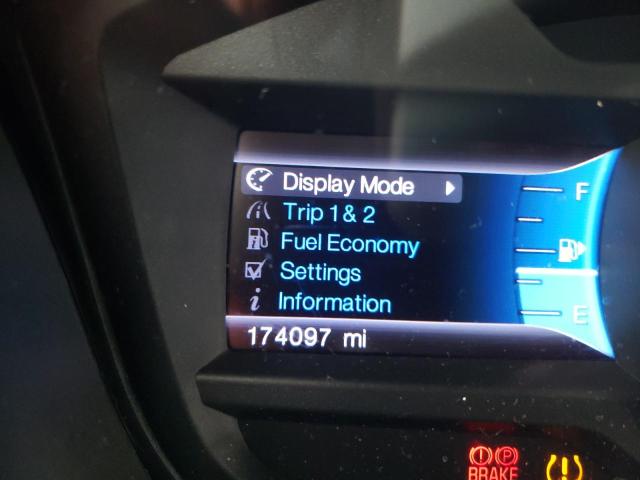 Display Mode
F
Trip 1 & 2
Fuel Economy
Settings
Information
E
174097 mi
(!) (P)
BRAKE
(!)